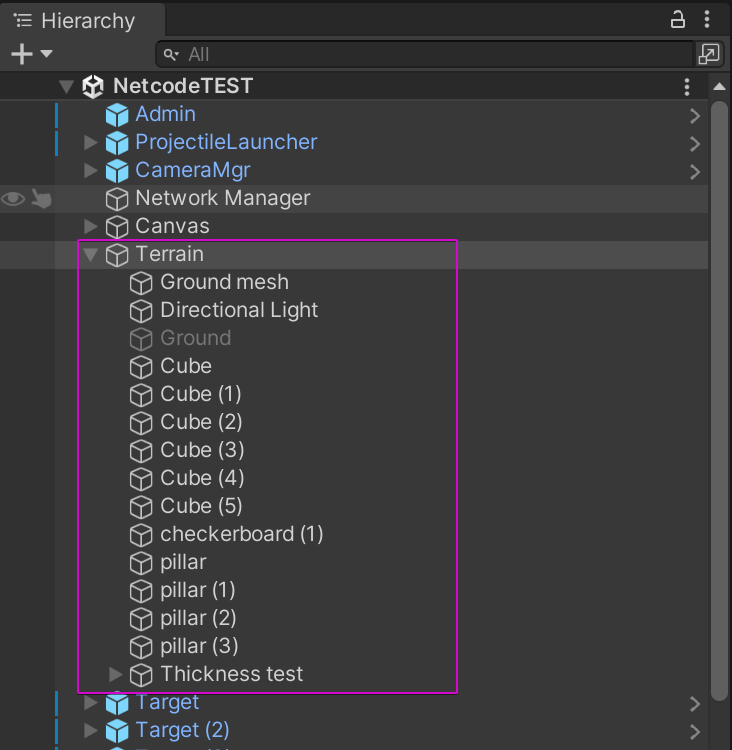 Hierarchy
All
NetcodeTEST
Admin
ProjectileLauncher
CameraMgr
Network Manager
Canvas
Terrain
Ground mesh
Directional Light
Ground
Cube
Cube (1)
Cube (2)
Cube (3)
Cube (4)
Cube (5)
checkerboard (1)
pillar
pillar (1)
pillar (2)
pillar (3)
Thickness test
Target
Target (2)